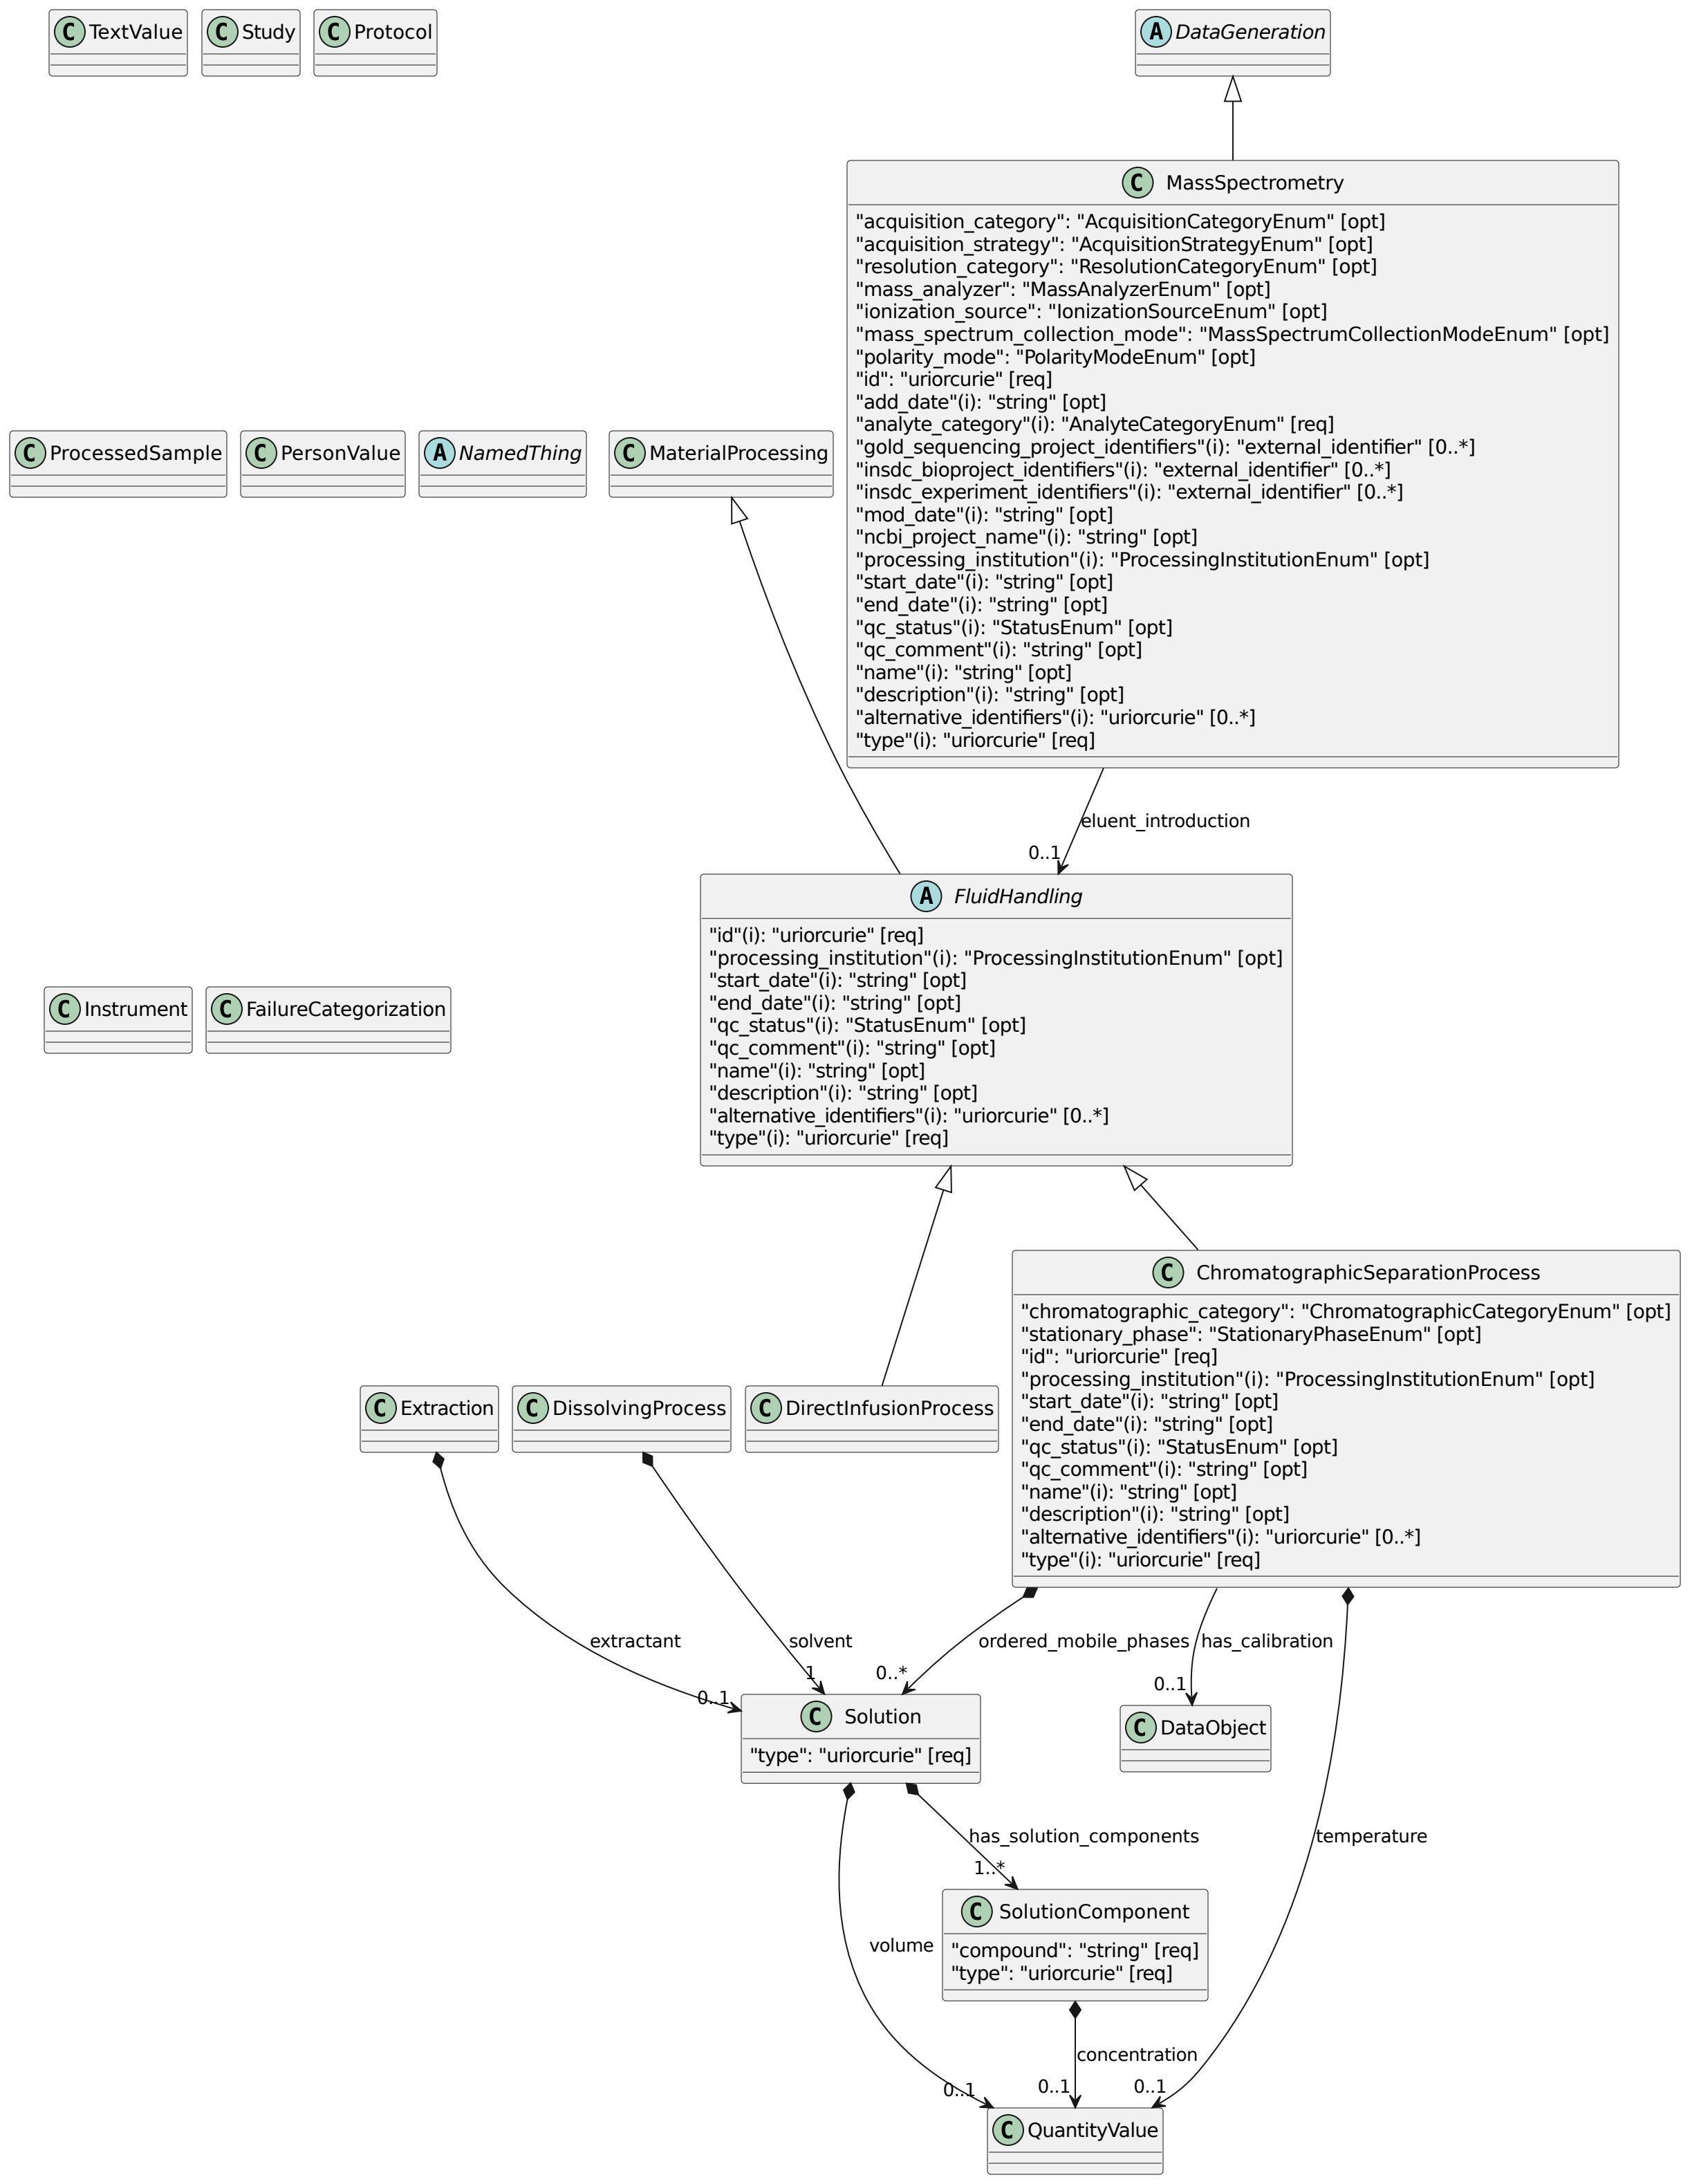 C TextValue
C Study
C Protocol
A DataGeneration
C MassSpectrometry
"acquisition_category": "AcquisitionCategoryEnum" [opt]
"acquisition_strategy": "AcquisitionStrategyEnum" [opt]
"resolution_category": "ResolutionCategoryEnum" [opt]
"mass_analyzer": "MassAnalyzerEnum" [opt]
"ionization_source": "IonizationSourceEnum" [opt]
"mass_spectrum_collection_mode": "MassSpectrumCollectionModeEnum" [opt]
"polarity_mode": "PolarityModeEnum" [opt]
"id": "uriorcurie" [req]
"add_date"(i): "string" [opt]
"analyte_category"(i): "AnalyteCategoryEnum" [req]
"gold_sequencing_project_identifiers"(i): "external_identifier" [0..*]
"insdc_bioproject_identifiers"(i): "external_identifier" [0..*]
"insdc_experiment_identifiers"(i): "external_identifier" [0..*]
"mod_date"(i): "string" [opt]
"ncbi_project_name"(i): "string" [opt]
"processing_institution"(i): "ProcessingInstitutionEnum" [opt]
"start_date"(i): "string" [opt]
"end_date"(i): "string" [opt]
"qc_status"(i): "StatusEnum" [opt]
"qc_comment"(i): "string" [opt]
"name"(i): "string" [opt]
"description"(i): "string" [opt]
"alternative_identifiers"(i): "uriorcurie" [0..*]
"type"(i): "uriorcurie" [req]
C ProcessedSample
C PersonValue
A NamedThing
C MaterialProcessing
eluent_introduction
0..1
A FluidHandling
"id"(i): "uriorcurie" [req]
"processing_institution"(i): "ProcessingInstitutionEnum" [opt]
"start_date"(i): "string" [opt]
"end_date"(i): "string" [opt]
"qc_status"(i): "StatusEnum" [opt]
"qc_comment"(i): "string" [opt]
"name"(i): "string" [opt]
"description"(i): "string" [opt]
"alternative_identifiers"(i): "uriorcurie" [0..*]
"type"(i): "uriorcurie" [req]
C Instrument
C FailureCategorization
C ChromatographicSeparationProcess
"chromatographic_category": "ChromatographicCategoryEnum" [opt]
"stationary_phase": "StationaryPhaseEnum" [opt]
"id": "uriorcurie" [req]
"processing_institution"(i): "ProcessingInstitutionEnum" [opt]
"start_date"(i): "string" [opt]
"end_date"(i): "string" [opt]
"qc_status"(i): "StatusEnum" [opt]
"qc_comment"(i): "string" [opt]
"name"(i): "string" [opt]
"description"(i): "string" [opt]
"alternative_identifiers"(i): "uriorcurie" [0..*]
"type"(i): "uriorcurie" [req]
C Extraction
C DissolvingProcess
C DirectInfusionProcess
extractant
solvent
ordered_mobile_phases
has_calibration
0..1
1
0..*
0..1
C Solution
"type": "uriorcurie" [req]
C DataObject
has_solution_components
temperature
1..*
volume
C SolutionComponent
"compound": "string" [req]
"type": "uriorcurie" [req]
concentration
0..1
0..1
0..1
C QuantityValue